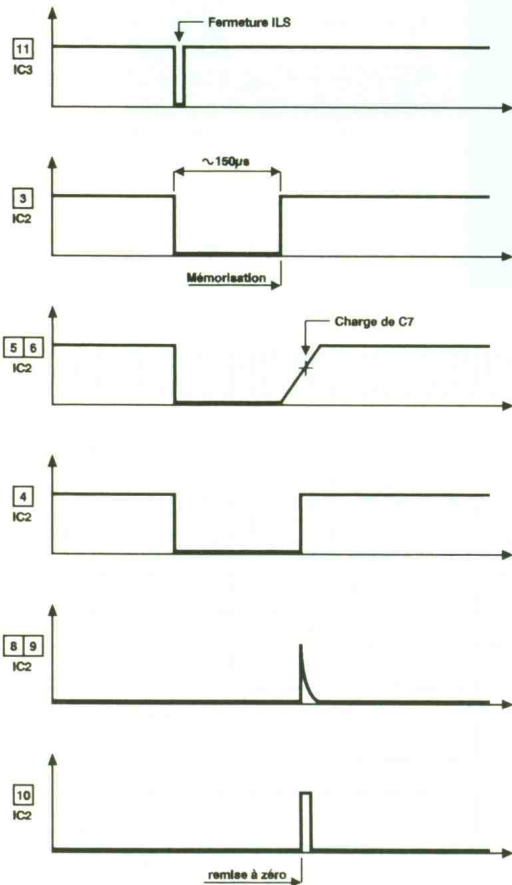 Fermeture ILS
11
IC3
~150µs
3
IC2
Mémorisation
Charge de C7
5 6
IC2
4
IC2
8 9
IC2
10
IC2
remise à zéro